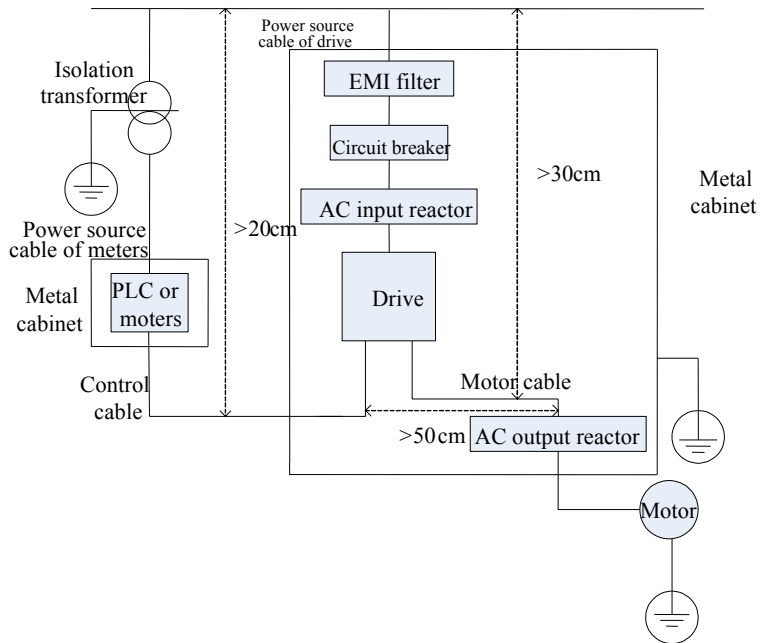 Power source
cable of drive
Isolation
transformer
EMI filter
Circuit breaker
>30cm
Metal
cabinet
AC input reactor
Power source
cable of meters
>20cm
PLC or
moters
Metal
cabinet
Drive
Control
cable
Motor cable
>50cm
AC output reactor
Motor